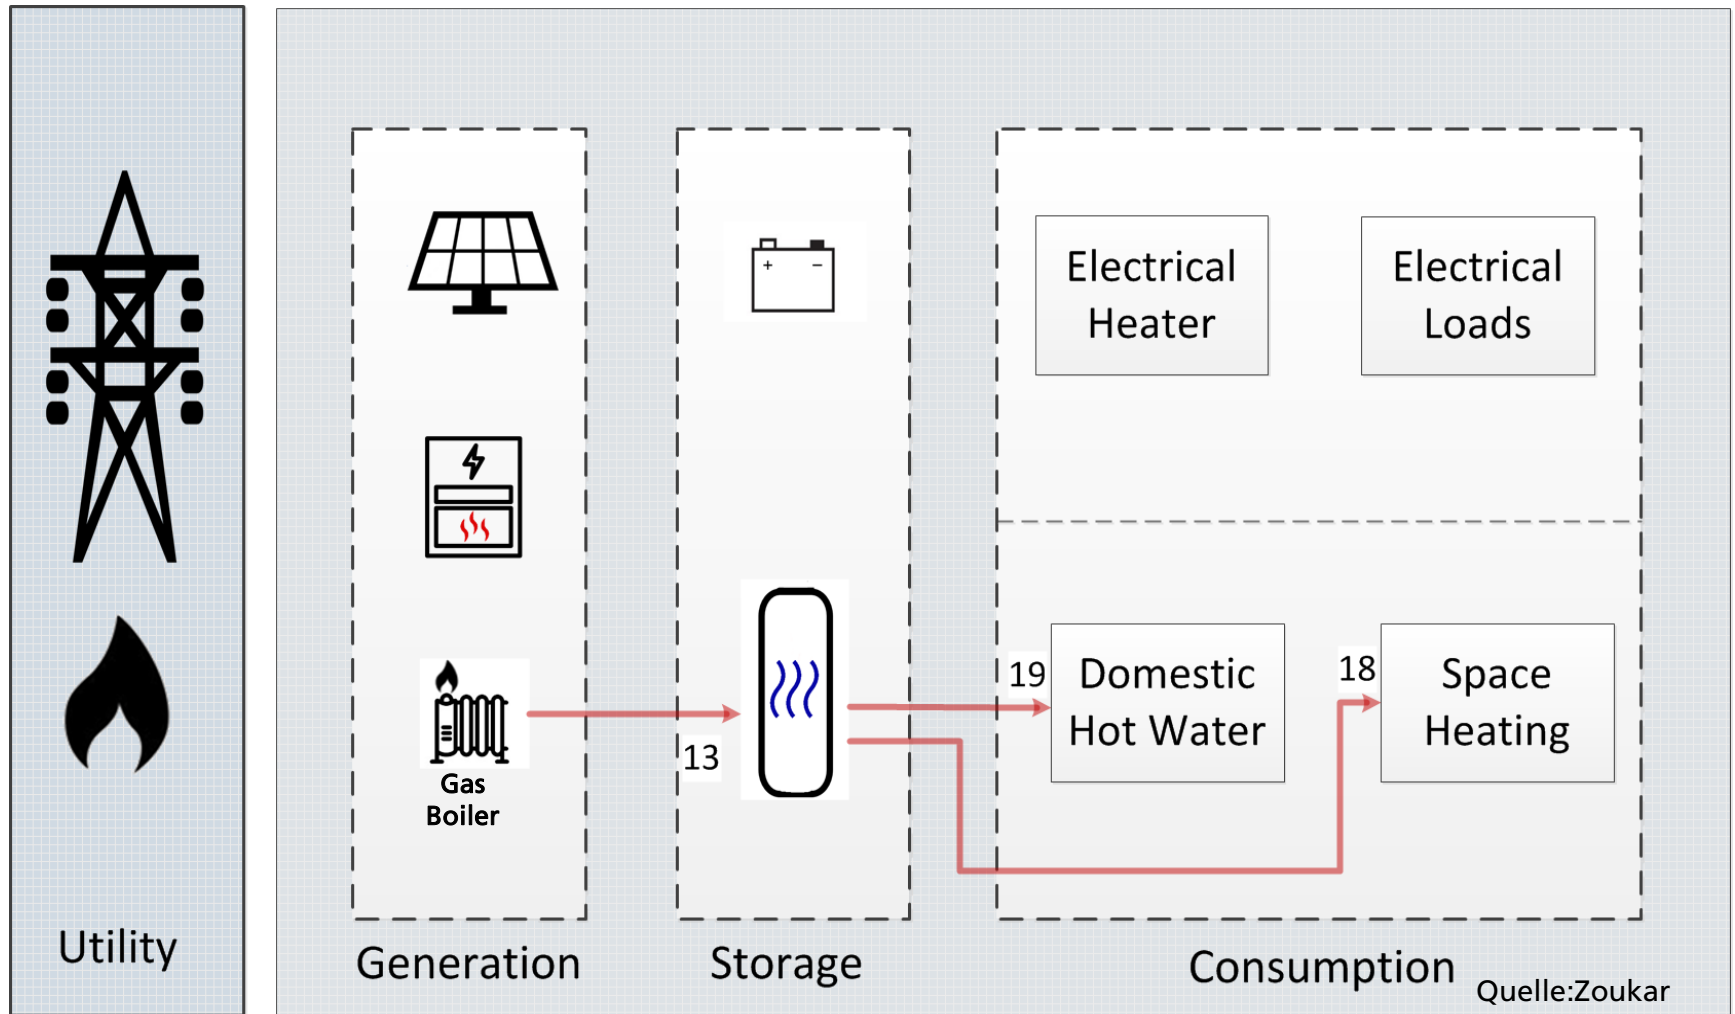 Electrical
Heater
Electrical
Loads
+ −
19
Domestic
Hot Water
18
Space
Heating
13
Gas
Boiler
Utility
Generation
Storage
Consumption
Quelle:Zoukar